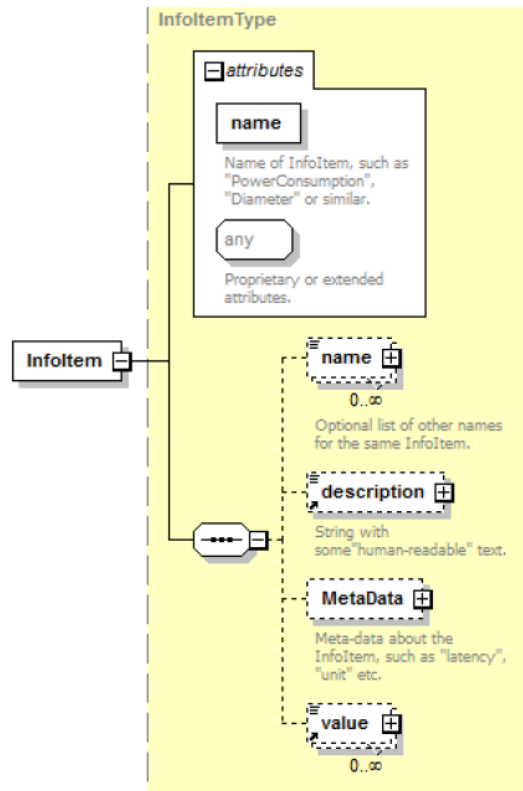 InfoItemType
attributes
name
Name of InfoItem, such as
"PowerConsumption",
"Diameter" or similar.
any
Proprietary or extended
attributes.
InfoItem
name
0..∞
Optional list of other names
for the same InfoItem.
description
String with
some"human-readable" text.
MetaData
Meta-data about the
InfoItem, such as "latency",
"unit" etc.
value
0..∞